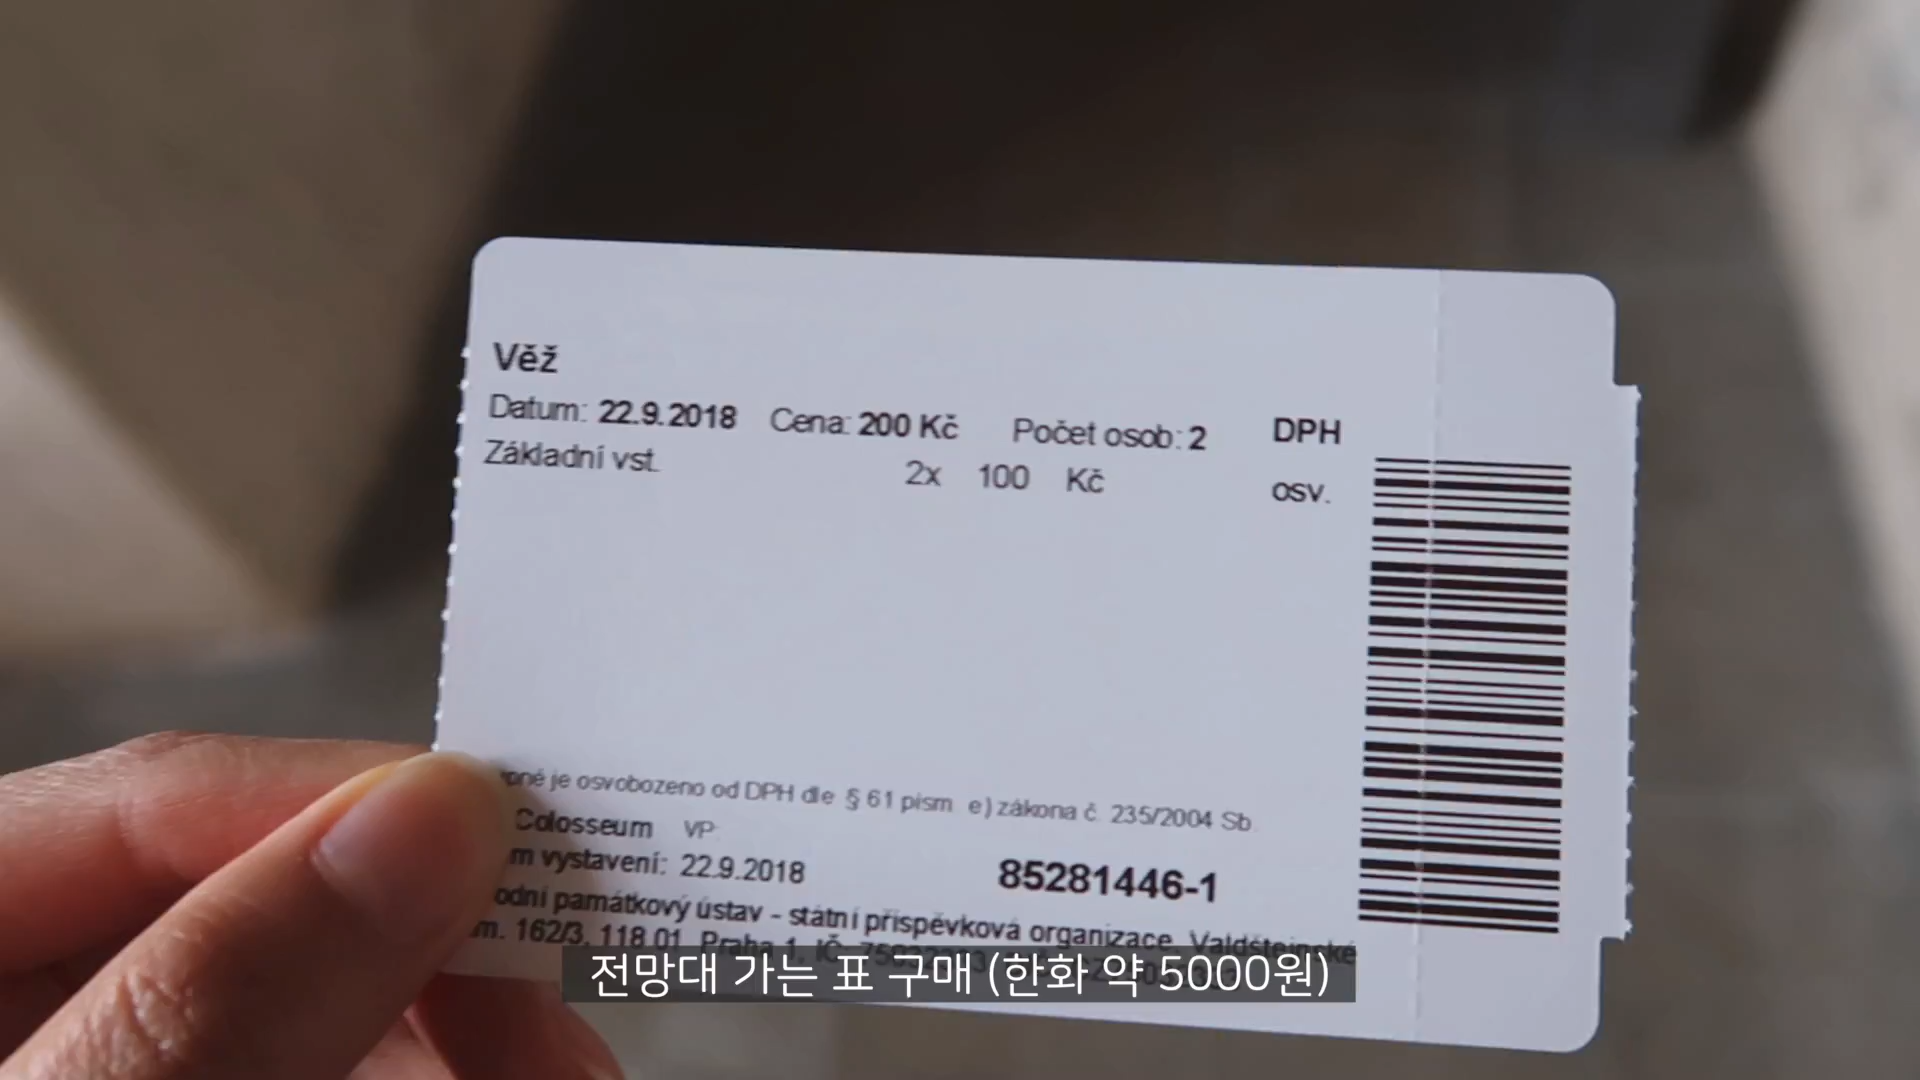 Věž
Datum: 22.9.2018 Cena: 200 Kč Počet osob: 2 DPH
Základní vst. 2x 100 Kč osv.
je osvobozeno od DPH dle § 61 písm. e) zákona č. 235/2004 Sb.
Colosseum VP:
vystavení: 22.9.2018 85281446-1
památkový ústav - státní příspěvková organizace, Valdštejnské
162/3, 118 01 Praha 1, IČ:
전망대 가는 표 구매 (한화 약 5000원)